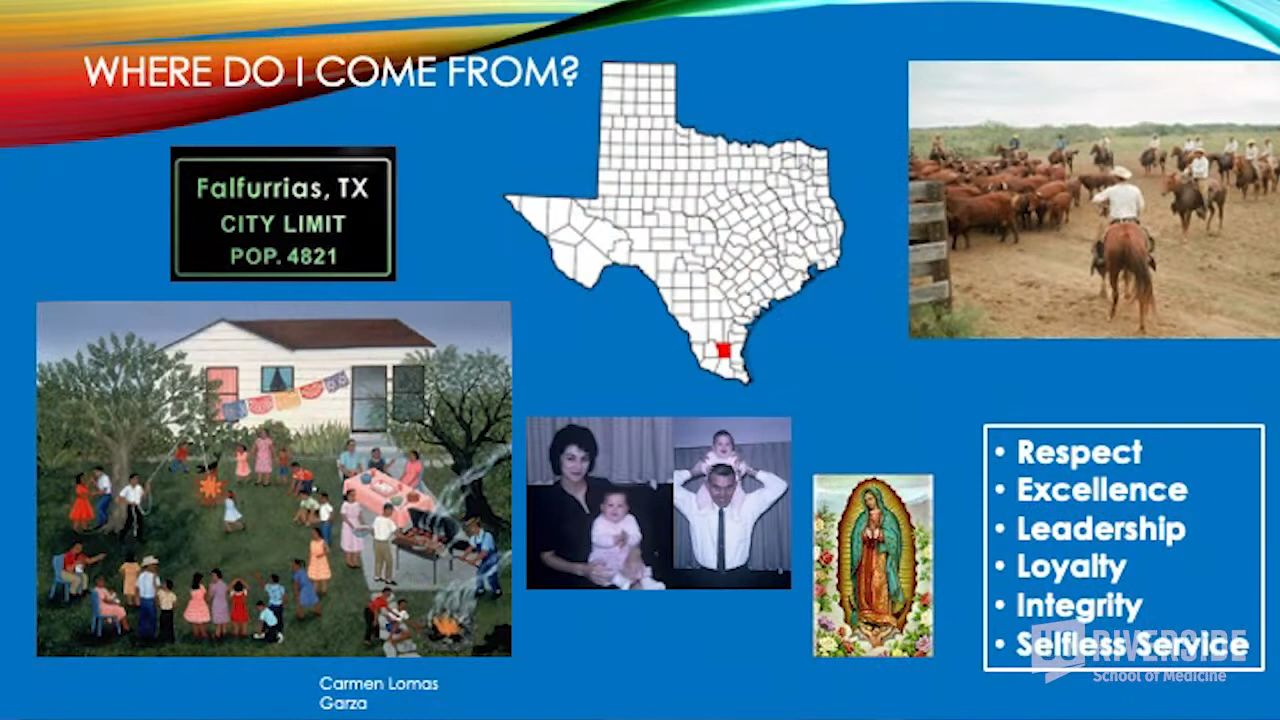 WHERE DO I COME FROM?
Falfurrias, TX
CITY LIMIT
POP. 4821
• Respect
• Excellence
• Leadership
• Loyalty
• Integrity
• Selfless Service
UC RIVERSIDE
School of Medicine
Carmen Lomas
Garza